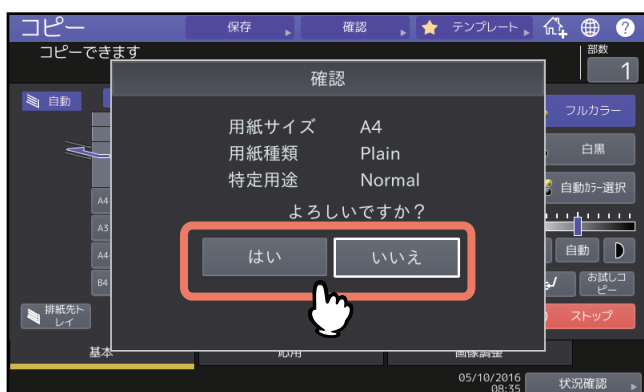 コピー 保存 確認 テンプレート ?
コピーできます 部数
1
確認
自動 フルカラー
用紙サイズ A4
用紙種類 Plain 白黒
特定用途 Normal 自動カラー選択
A4
よろしいですか？
A3
はい いいえ 自動
A4
B4 お試しコピー
排紙先トレイ ストップ
基本 応用 画像調整
05/10/2016
08:35 状況確認